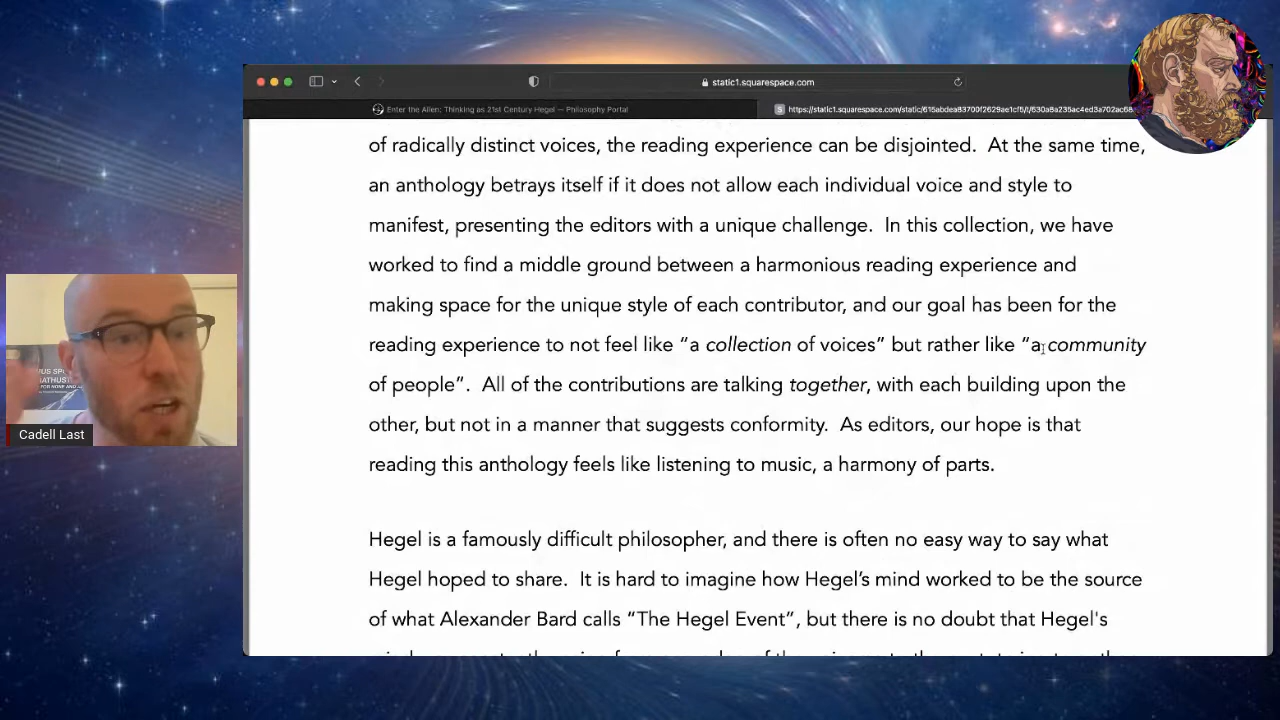 static1.squarespace.com
Enter the Alien: Thinking as 21st Century Hegel — Philosophy Portal
S
of radically distinct voices, the reading experience can be disjointed. At the same time,
an anthology betrays itself if it does not allow each individual voice and style to
manifest, presenting the editors with a unique challenge. In this collection, we have
worked to find a middle ground between a harmonious reading experience and
making space for the unique style of each contributor, and our goal has been for the
reading experience to not feel like “a collection of voices” but rather like “a community
of people”. All of the contributions are talking together, with each building upon the
other, but not in a manner that suggests conformity. As editors, our hope is that
reading this anthology feels like listening to music, a harmony of parts.
Hegel is a famously difficult philosopher, and there is often no easy way to say what
Hegel hoped to share. It is hard to imagine how Hegel’s mind worked to be the source
of what Alexander Bard calls “The Hegel Event”, but there is no doubt that Hegel's
Cadell Last